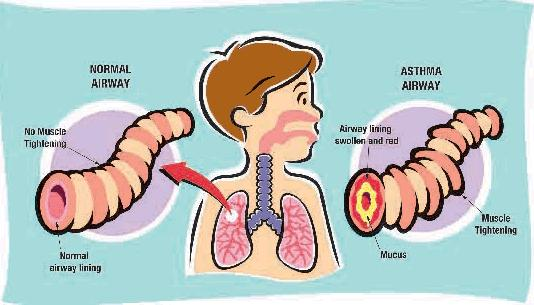 NORMAL
AIRWAY
No Muscle
Tightening
Normal
airway lining
ASTHMA
AIRWAY
Airway lining
swollen and red
Muscle
Tightening
Mucus